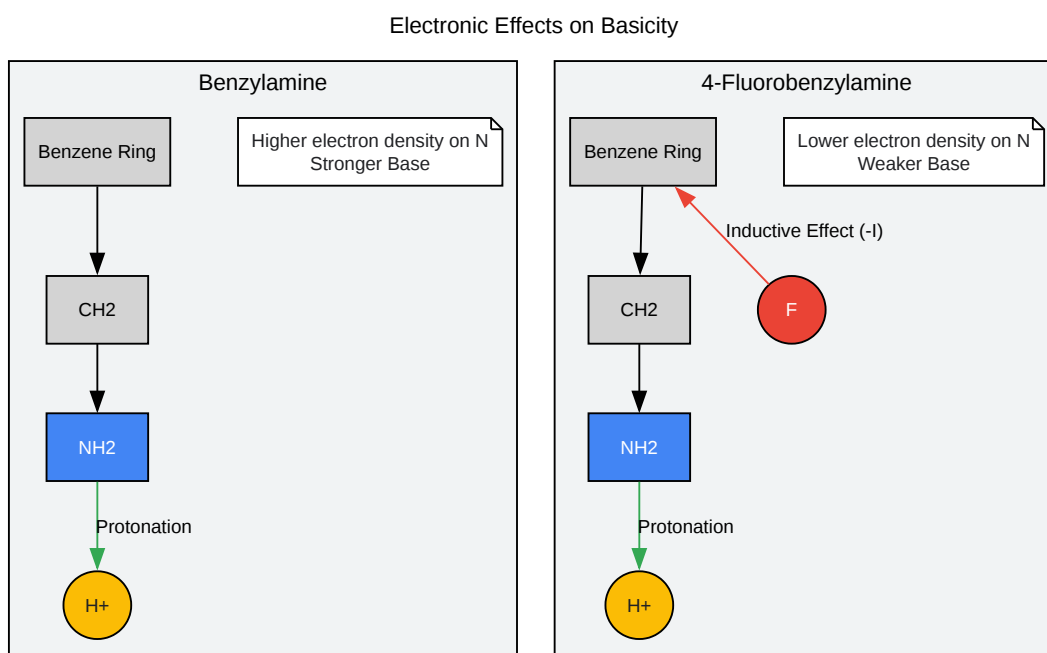 Electronic Effects on Basicity
Benzylamine
Benzene Ring
Higher electron density on N
Stronger Base
CH2
NH2
Protonation
H+
4-Fluorobenzylamine
Benzene Ring
Lower electron density on N
Weaker Base
Inductive Effect (-I)
CH2
F
NH2
Protonation
H+